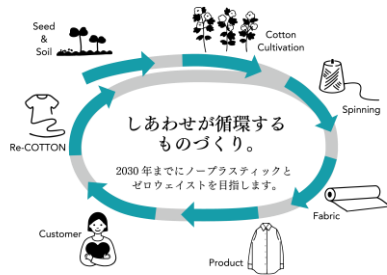 Seed
& Soil
Cotton
Cultivation
Spinning
しあわせが循環する
ものづくり。
2030年までにノープラスティックと
ゼロウェイストを目指します。
Re-COTTON
Fabric
Customer
Product